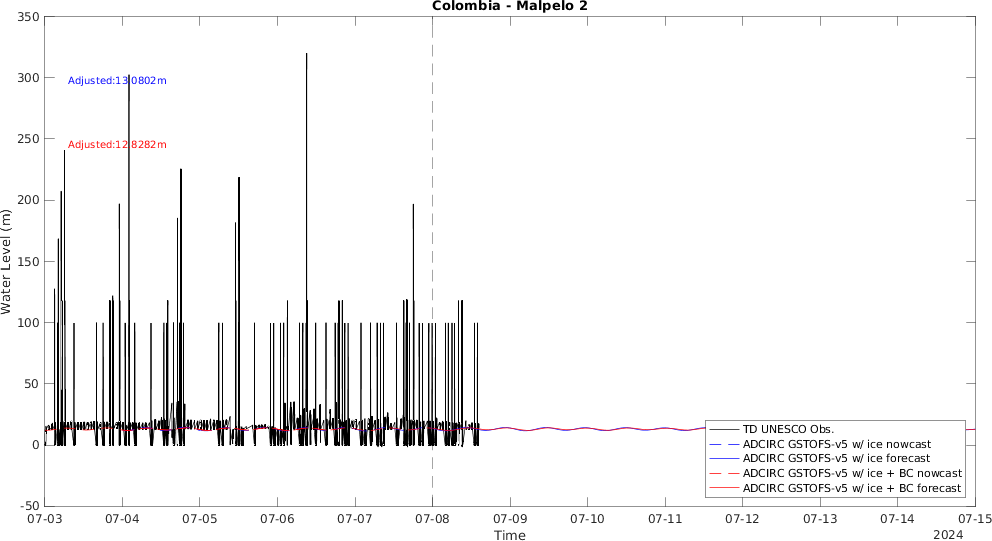 Colombia - Malpelo 2
350
300
250
200
150
100
50
0
-50
Water Level (m)
Adjusted:13.0802m
Adjusted:12.8282m
TD UNESCO Obs.
ADCIRC GSTOFS-v5 w/ ice nowcast
ADCIRC GSTOFS-v5 w/ ice forecast
ADCIRC GSTOFS-v5 w/ ice + BC nowcast
ADCIRC GSTOFS-v5 w/ ice + BC forecast
07-03 07-04 07-05 07-06 07-07 07-08 07-09 07-10 07-11 07-12 07-13 07-14 07-15
Time
2024